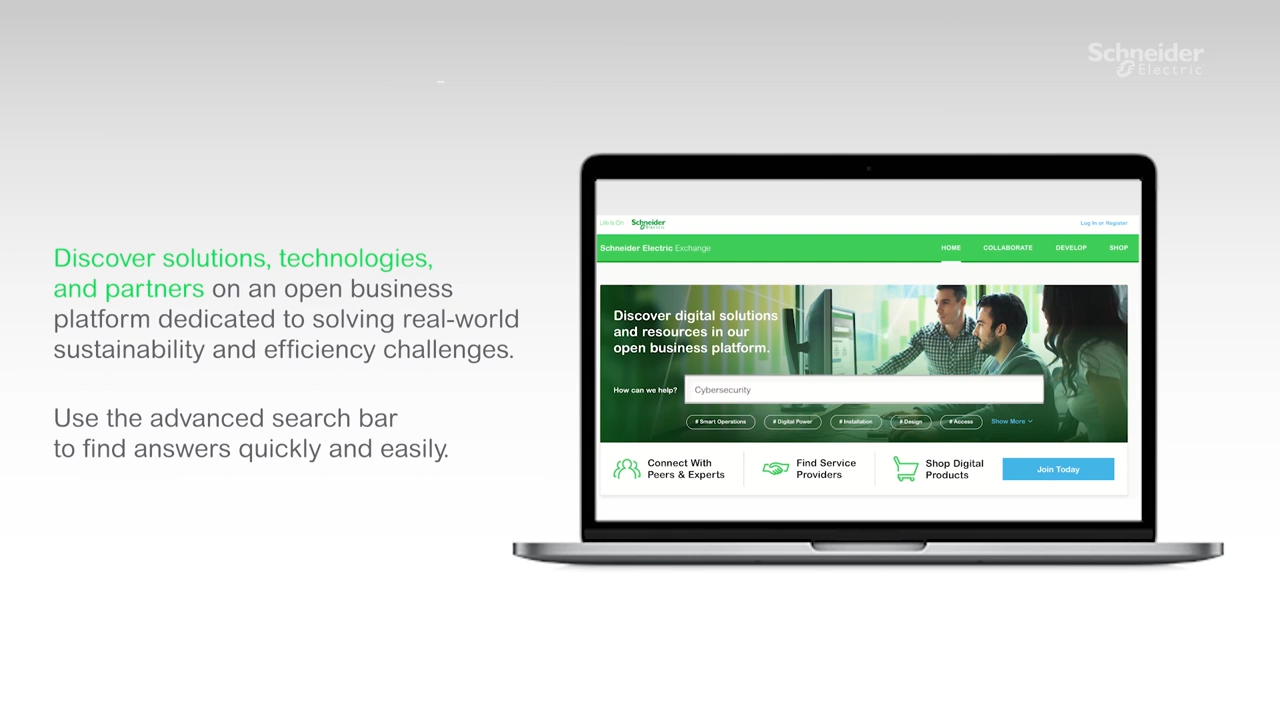 Schneider
Electric
Discover solutions, technologies,
and partners on an open business
platform dedicated to solving real-world
sustainability and efficiency challenges.
Use the advanced search bar
to find answers quickly and easily.
Life Is On
Schneider
Electric
Log In or Register
Schneider Electric Exchange
HOME
COLLABORATE
DEVELOP
SHOP
Discover digital solutions
and resources in our
open business platform.
How can we help?
Cybersecurity
# Smart Operations
# Digital Power
# Installation
# Design
# Access
Show More
Connect With
Peers & Experts
Find Service
Providers
Shop Digital
Products
Join Today